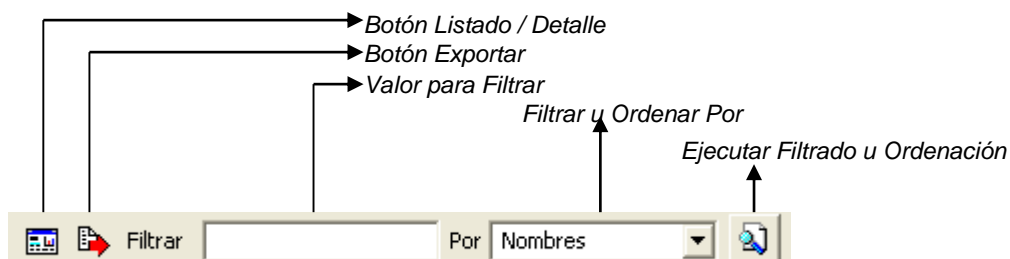 Botón Listado / Detalle
Botón Exportar
Valor para Filtrar
Filtrar u Ordenar Por
Ejecutar Filtrado u Ordenación
Filtrar Por Nombres